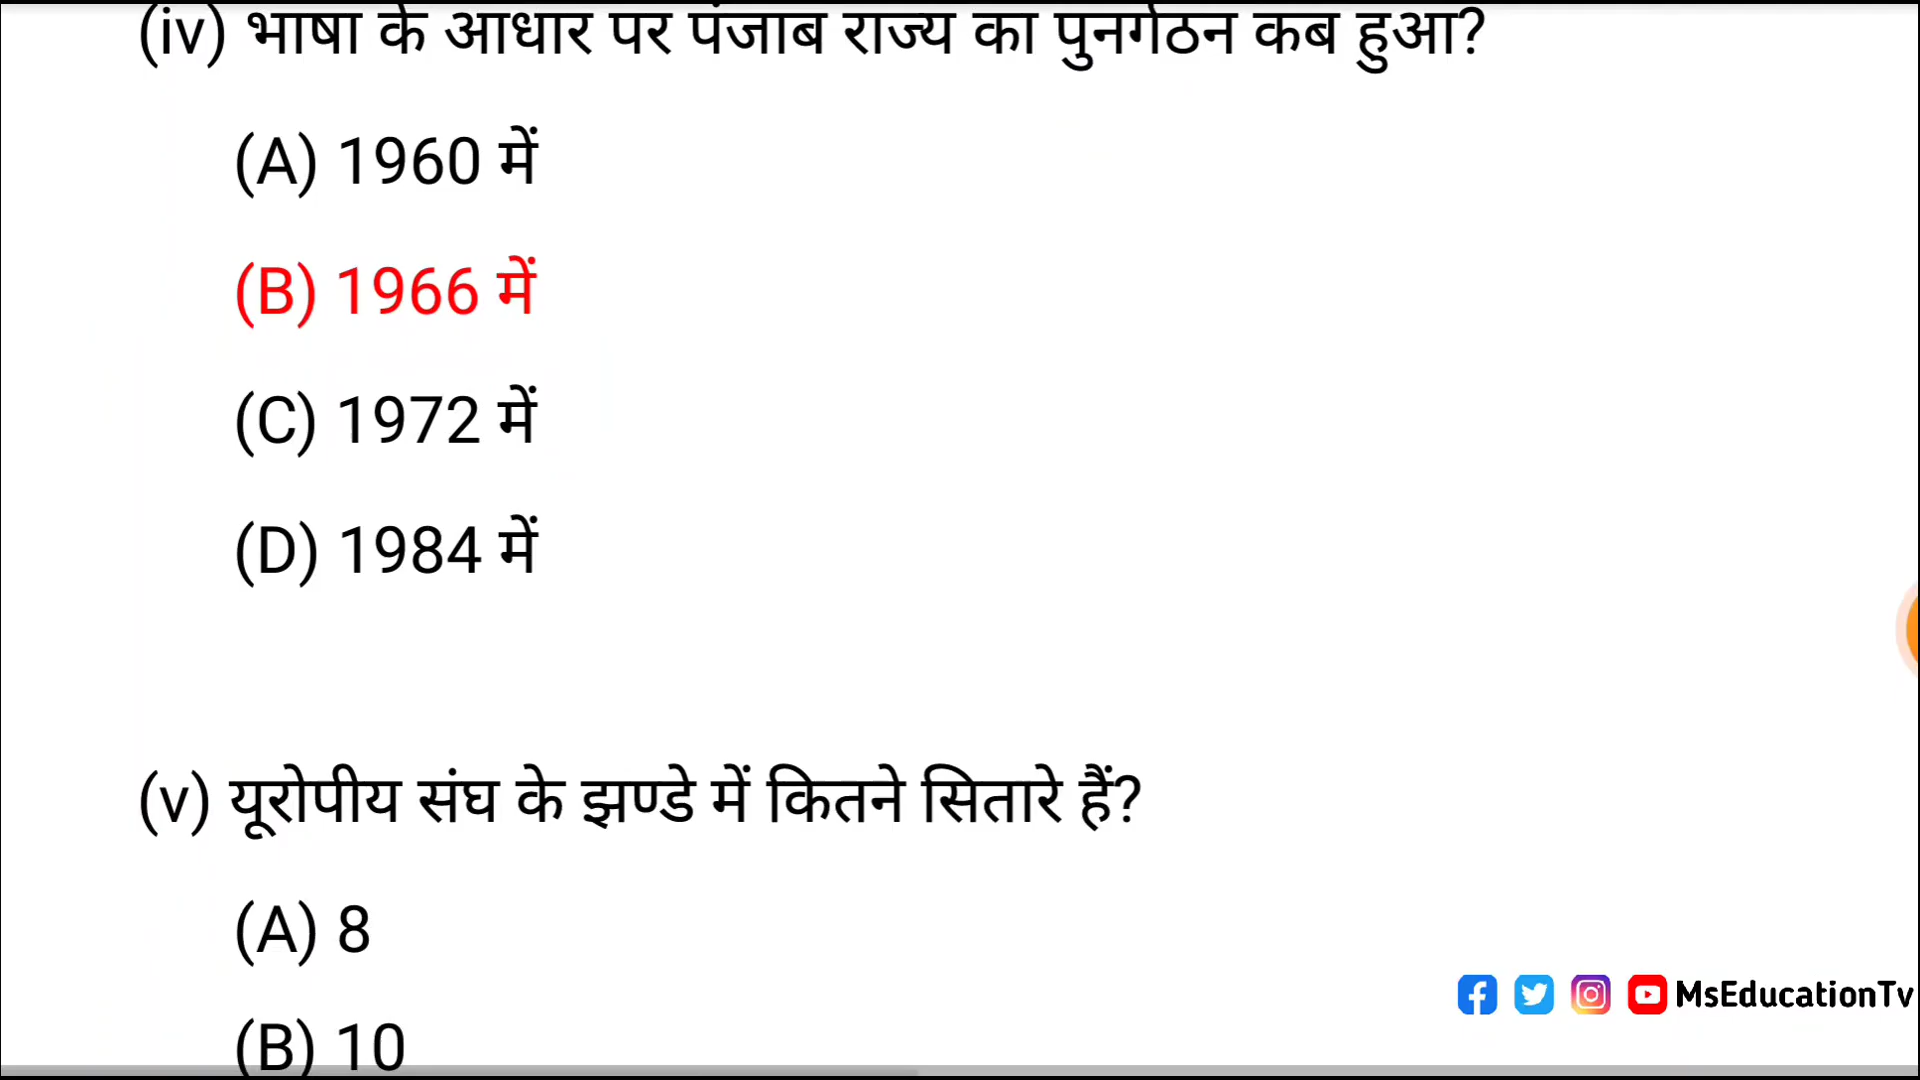 (iv) भाषा के आधार पर पंजाब राज्य का पुनर्गठन कब हुआ?
(A) 1960 में
(B) 1966 में
(C) 1972 में
(D) 1984 में
(v) यूरोपीय संघ के झण्डे में कितने सितारे हैं?
(A) 8
(B) 10
MsEducationTv